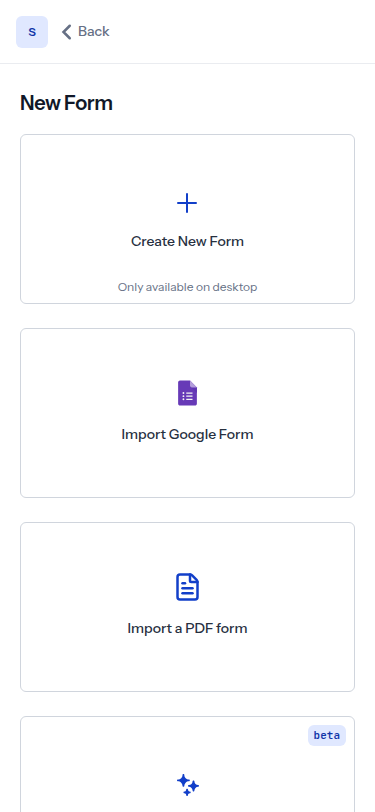 S
Back
New Form
Create New Form
Only available on desktop
Import Google Form
Import a PDF form
beta